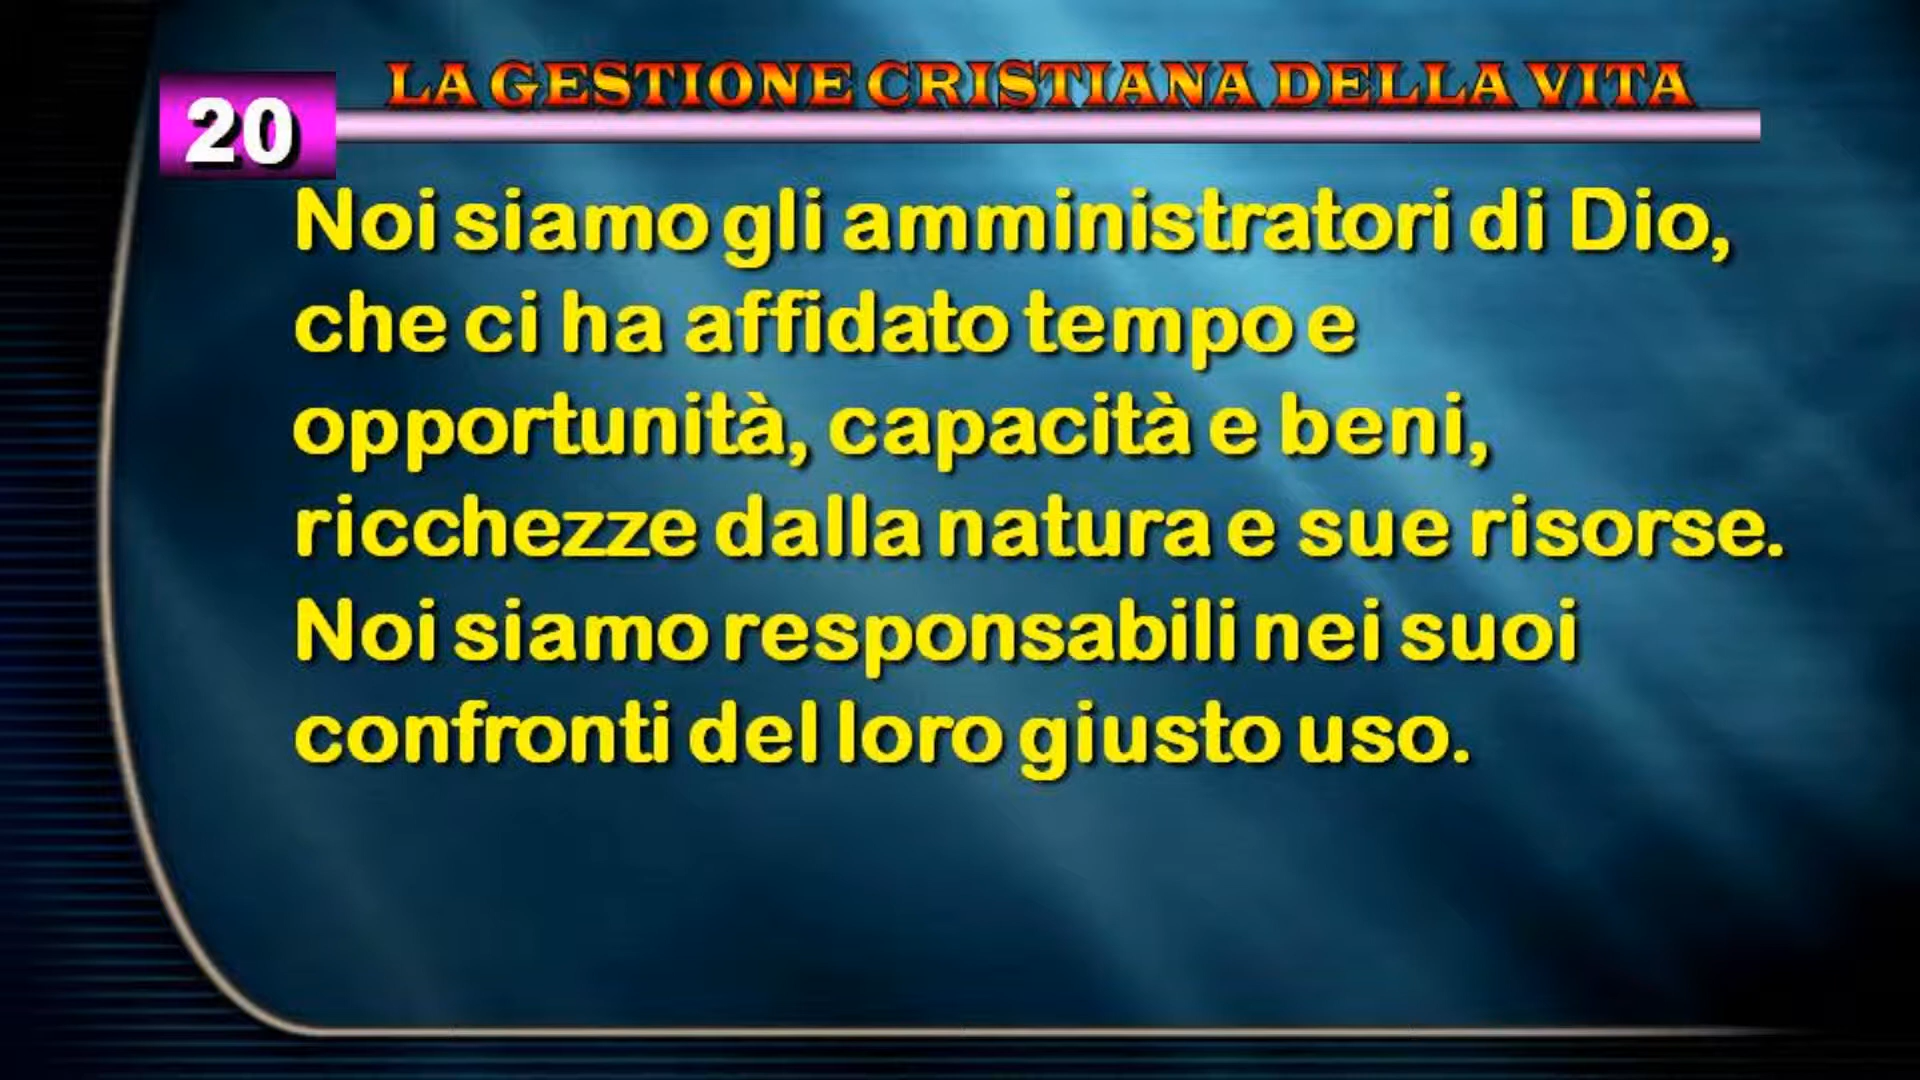 LA GESTIONE CRISTIANA DELLA VITA
20
Noi siamo gli amministratori di Dio,
che ci ha affidato tempo e
opportunità, capacità e beni,
ricchezze dalla natura e sue risorse.
Noi siamo responsabili nei suoi
confronti del loro giusto uso.